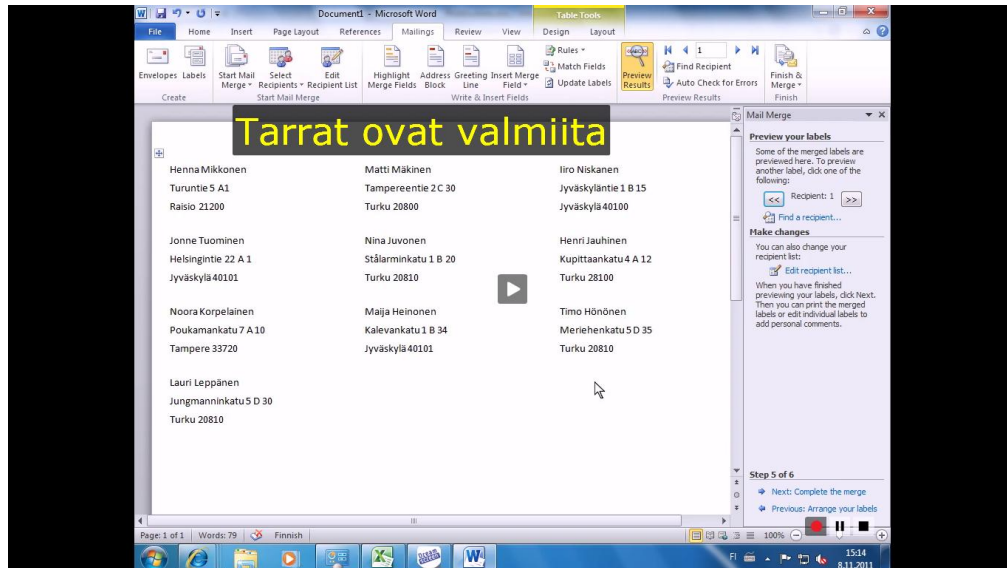 Document1 - Microsoft Word
Table Tools
File Home Insert Page Layout References Mailings Review View Design Layout
Envelopes Labels
Start Mail Merge Select Recipients Edit Recipient List
Highlight Merge Fields Address Block Greeting Line Insert Merge Field
Rules
Match Fields
Update Labels
Preview Results
1
Find Recipient
Auto Check for Errors
Finish & Merge
Create Start Mail Merge Write & Insert Fields Preview Results Finish
Tarrat ovat valmiita
Henna Mikkonen Matti Mäkinen Iiro Niskanen
Turuntie 5 A1 Tampereentie 2 C 30 Jyväskyläntie 1 B 15
Raisio 21200 Turku 20800 Jyväskylä 40100
Jonne Tuominen Nina Juvonen Henri Jauhinen
Helsingintie 22 A 1 Stålarminkatu 1 B 20 Kupittaankatu 4 A 12
Jyväskylä 40101 Turku 20810 Turku 28100
Noora Korpelainen Maija Heinonen Timo Hönönen
Poukamankatu 7 A 10 Kalevankatu 1 B 34 Meriehenkatu 5 D 35
Tampere 33720 Jyväskylä 40101 Turku 20810
Lauri Leppänen
Jungmanninkatu 5 D 30
Turku 20810
Mail Merge
Preview your labels
Some of the merged labels are
previewed here. To preview
another label, click one of the
following:
<< Recipient: 1 >>
Find a recipient...
Make changes
You can also change your
recipient list:
Edit recipient list...
When you have finished
previewing your labels, click Next.
Then you can print the merged
labels or edit individual labels to
add personal comments.
Step 5 of 6
Next: Complete the merge
Previous: Arrange your labels
Page: 1 of 1 Words: 79 Finnish 100%
FI 15:14
8.11.2011